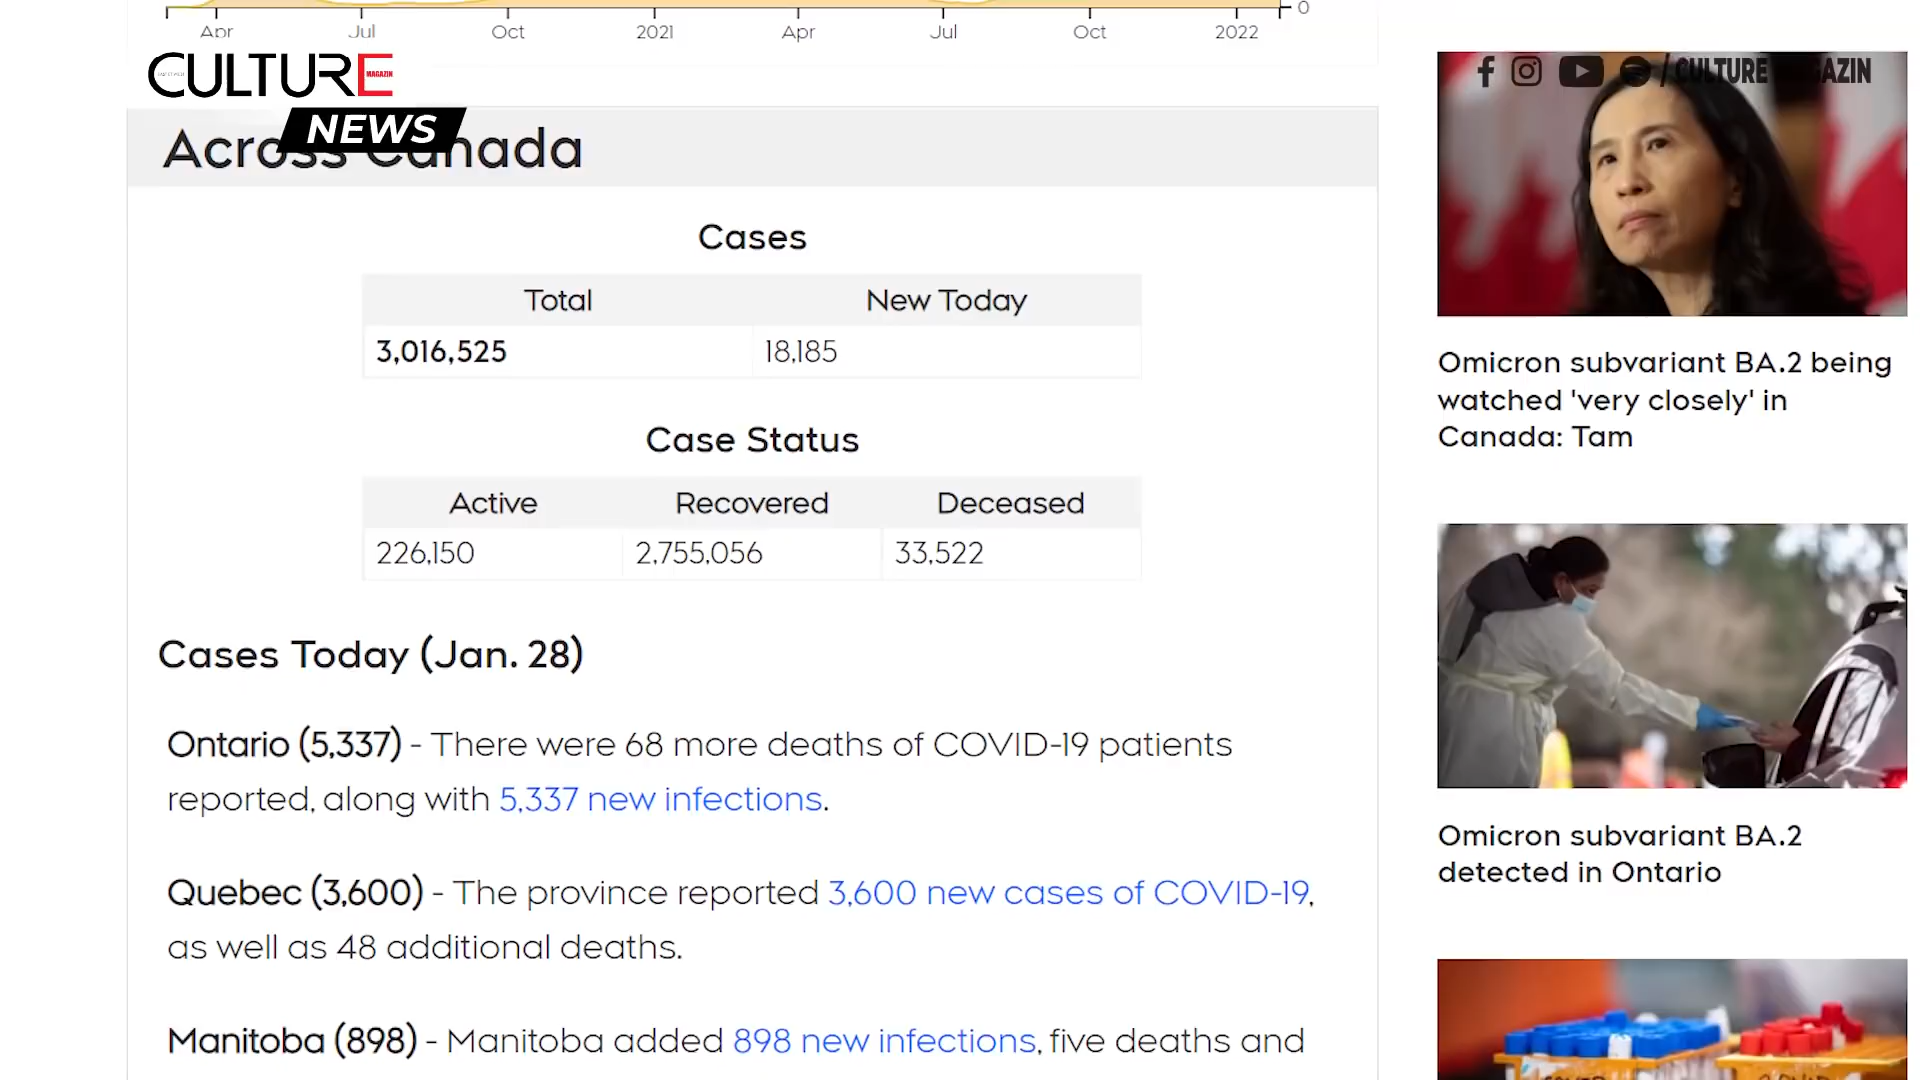 0
Apr Jul Oct 2021 Apr Jul Oct 2022
CULTURE
MAGAZIN
NEWS
/ CULTURE MAGAZIN
Across Canada
Cases
Total New Today
3,016,525 18,185
Case Status
Active Recovered Deceased
226,150 2,755,056 33,522
Cases Today (Jan. 28)
Ontario (5,337) - There were 68 more deaths of COVID-19 patients
reported, along with 5,337 new infections.
Quebec (3,600) - The province reported 3,600 new cases of COVID-19,
as well as 48 additional deaths.
Manitoba (898) - Manitoba added 898 new infections, five deaths and
Omicron subvariant BA.2 being
watched 'very closely' in
Canada: Tam
Omicron subvariant BA.2
detected in Ontario